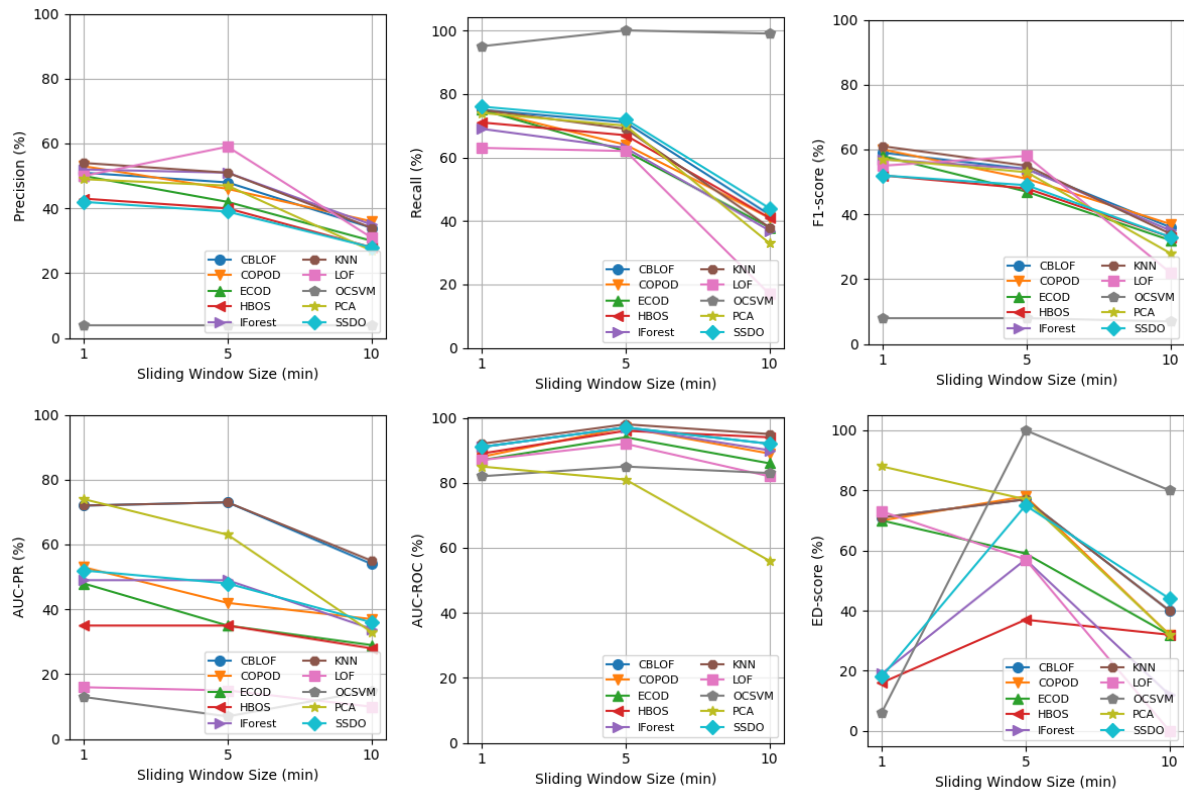 100
80
60
40
20
0
Precision (%)
CBLOF
COPOD
ECOD
HBOS
IForest
KNN
LOF
OCSVM
PCA
SSDO
1 5 10
Sliding Window Size (min)
100
80
60
40
20
0
Recall (%)
CBLOF
COPOD
ECOD
HBOS
IForest
KNN
LOF
OCSVM
PCA
SSDO
1 5 10
Sliding Window Size (min)
100
80
60
40
20
0
F1-score (%)
CBLOF
COPOD
ECOD
HBOS
IForest
KNN
LOF
OCSVM
PCA
SSDO
1 5 10
Sliding Window Size (min)
100
80
60
40
20
0
AUC-PR (%)
CBLOF
COPOD
ECOD
HBOS
IForest
KNN
LOF
OCSVM
PCA
SSDO
1 5 10
Sliding Window Size (min)
100
80
60
40
20
0
AUC-ROC (%)
CBLOF
COPOD
ECOD
HBOS
IForest
KNN
LOF
OCSVM
PCA
SSDO
1 5 10
Sliding Window Size (min)
100
80
60
40
20
0
ED-score (%)
CBLOF
COPOD
ECOD
HBOS
IForest
KNN
LOF
OCSVM
PCA
SSDO
1 5 10
Sliding Window Size (min)